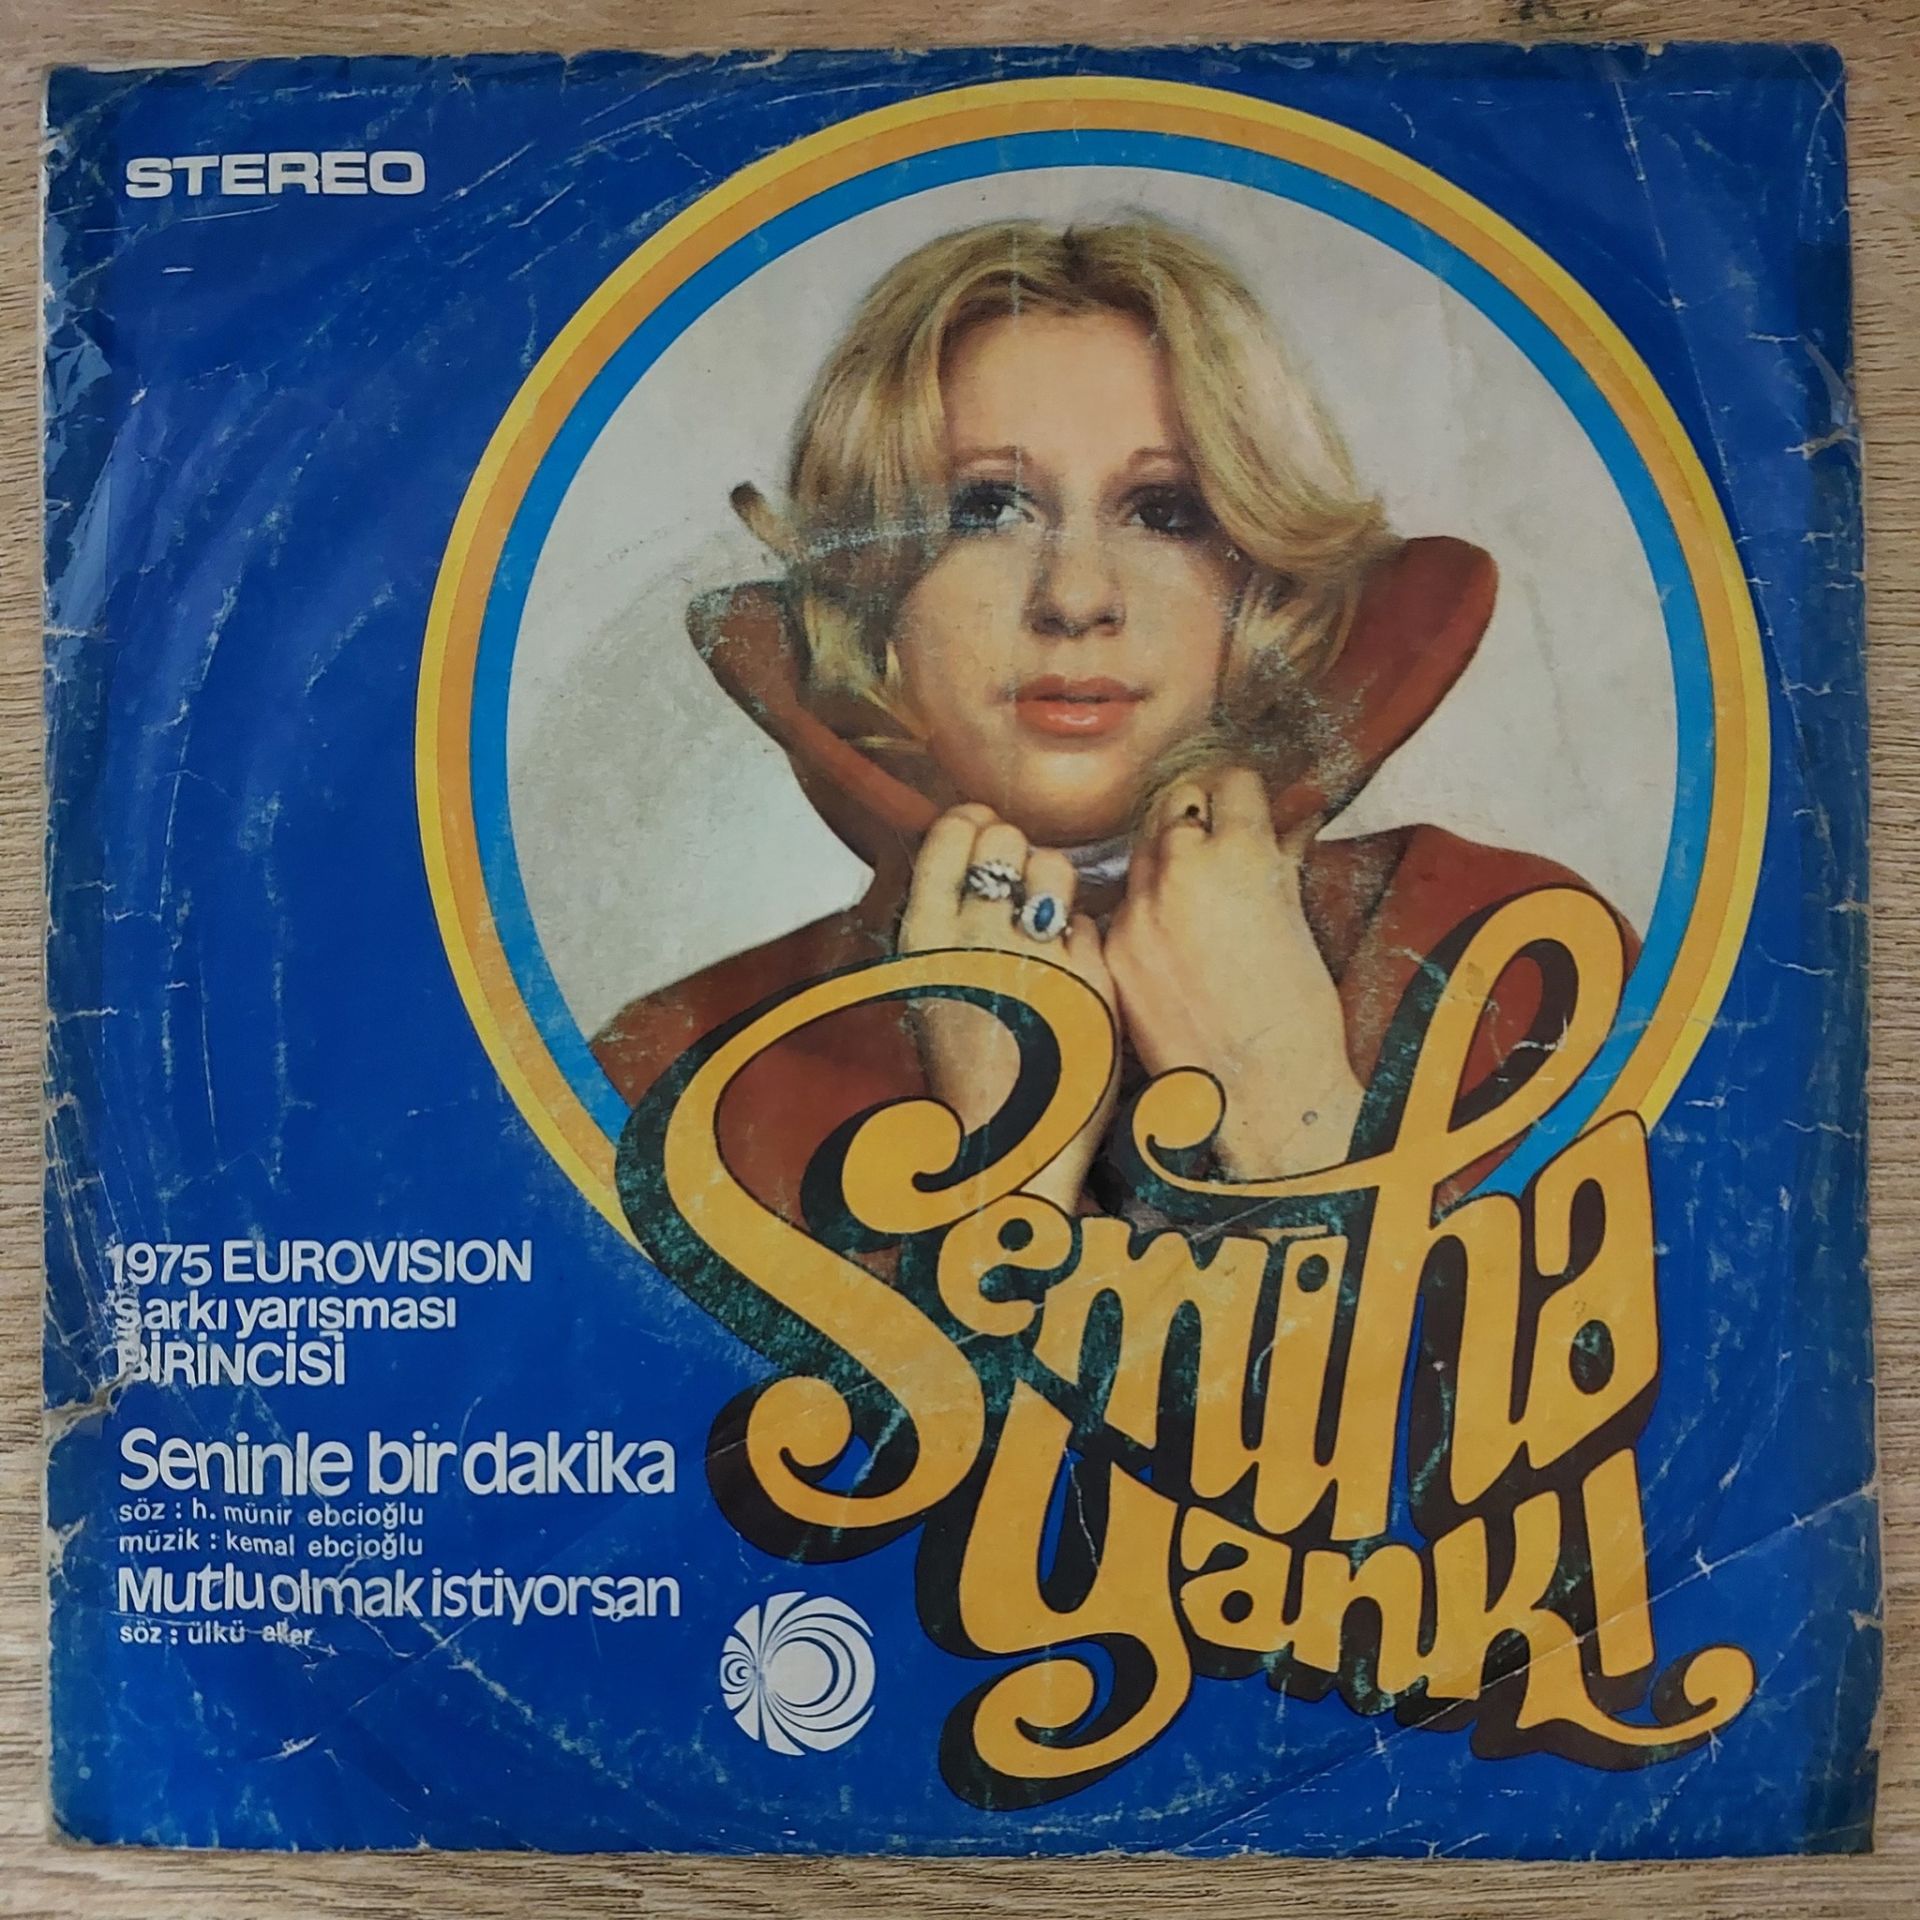 STEREO
Semiha
Yankı
1975 EUROVISION
şarkı yarışması
BİRİNCİSİ
Seninle bir dakika
söz : h. münir ebcioğlu
müzik : kemal ebcioğlu
Mutlu olmak istiyorsan
söz : ülkü aker